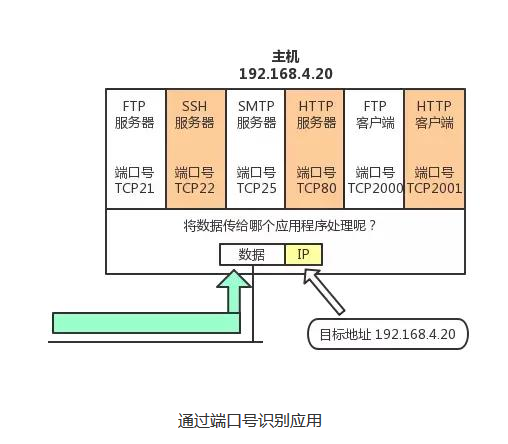 主机
192.168.4.20
FTP
服务器
端口号
TCP21
SSH
服务器
端口号
TCP22
SMTP
服务器
端口号
TCP25
HTTP
服务器
端口号
TCP80
FTP
客户端
端口号
TCP2000
HTTP
客户端
端口号
TCP2001
将数据传给哪个应用程序处理呢？
数据
IP
目标地址 192.168.4.20
通过端口号识别应用